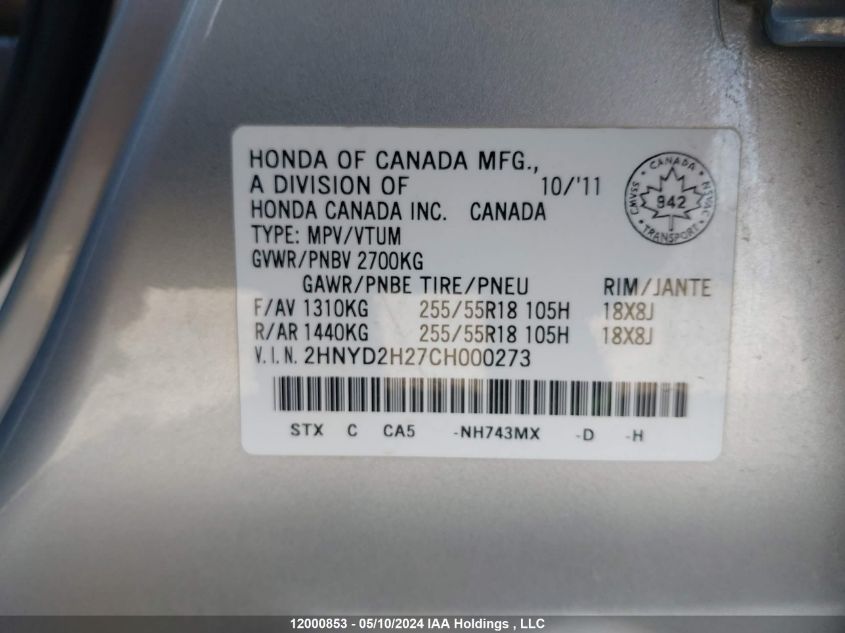 HONDA OF CANADA MFG.,
A DIVISION OF 10/'11
HONDA CANADA INC. CANADA
TYPE: MPV/VTUM
GVWR/PNBV 2700KG
GAWR/PNBE TIRE/PNEU RIM/JANTE
F/AV 1310KG 255/55R18 105H 18X8J
R/AR 1440KG 255/55R18 105H 18X8J
V.I.N. 2HNYD2H27CH000273
STX C CA5 -NH743MX -D -H
CANADA
CMVSS 942 NSVAC
TRANSPORT
12000853 - 05/10/2024 IAA Holdings , LLC